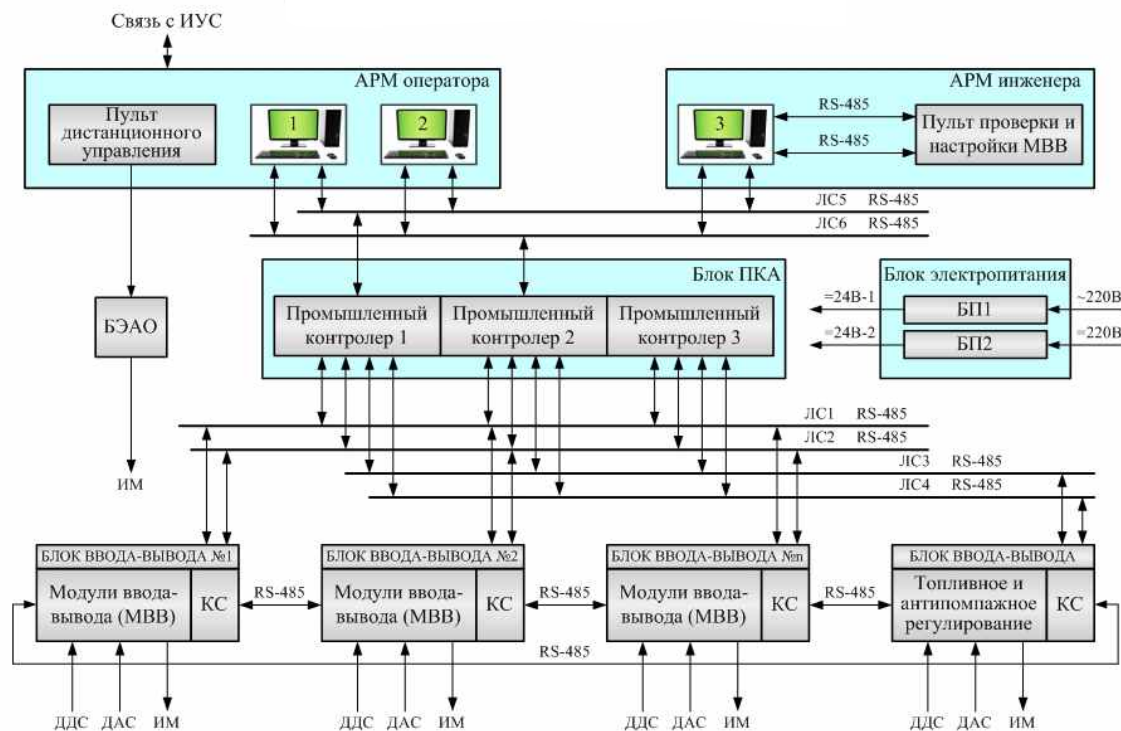 Связь с ИУС
АРМ оператора
Пульт
дистанционного
управления
1
2
АРМ инженера
3
RS-485
RS-485
Пульт проверки и
настройки МВВ
ЛС5 RS-485
ЛС6 RS-485
Блок ПКА
Промышленный
контролер 1
Промышленный
контролер 2
Промышленный
контролер 3
Блок электропитания
=24В-1
БП1
~220В
=24В-2
БП2
=220В
БЭАО
ИМ
ЛС1 RS-485
ЛС2 RS-485
ЛС3 RS-485
ЛС4 RS-485
БЛОК ВВОДА-ВЫВОДА №1
Модули ввода-
вывода (МВВ)
КС
RS-485
БЛОК ВВОДА-ВЫВОДА №2
Модули ввода-
вывода (МВВ)
КС
RS-485
БЛОК ВВОДА-ВЫВОДА №n
Модули ввода-
вывода (МВВ)
КС
RS-485
БЛОК ВВОДА-ВЫВОДА
Топливное и
антипомпажное
регулирование
КС
RS-485
ДДС ДАС ИМ
ДДС ДАС ИМ
ДДС ДАС ИМ
ДДС ДАС ИМ